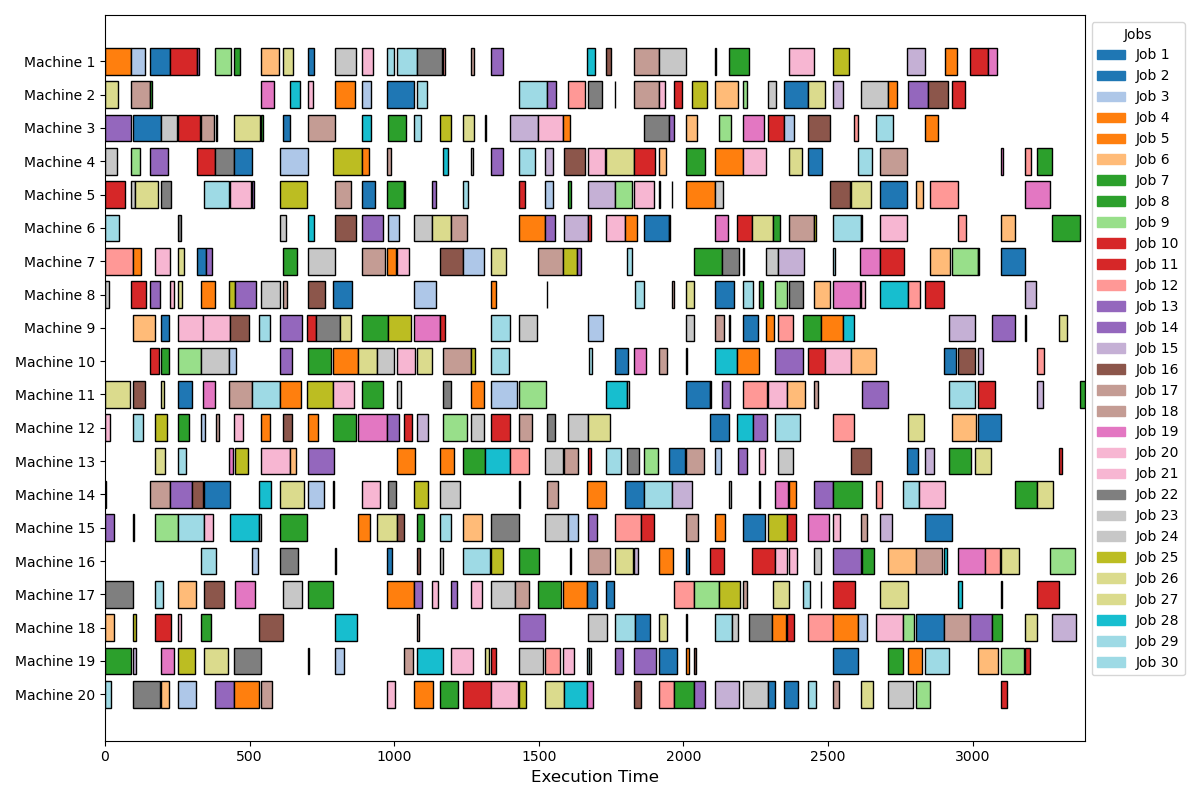 Machine 1
Machine 2
Machine 3
Machine 4
Machine 5
Machine 6
Machine 7
Machine 8
Machine 9
Machine 10
Machine 11
Machine 12
Machine 13
Machine 14
Machine 15
Machine 16
Machine 17
Machine 18
Machine 19
Machine 20
0 500 1000 1500 2000 2500 3000
Execution Time
Jobs
Job 1
Job 2
Job 3
Job 4
Job 5
Job 6
Job 7
Job 8
Job 9
Job 10
Job 11
Job 12
Job 13
Job 14
Job 15
Job 16
Job 17
Job 18
Job 19
Job 20
Job 21
Job 22
Job 23
Job 24
Job 25
Job 26
Job 27
Job 28
Job 29
Job 30